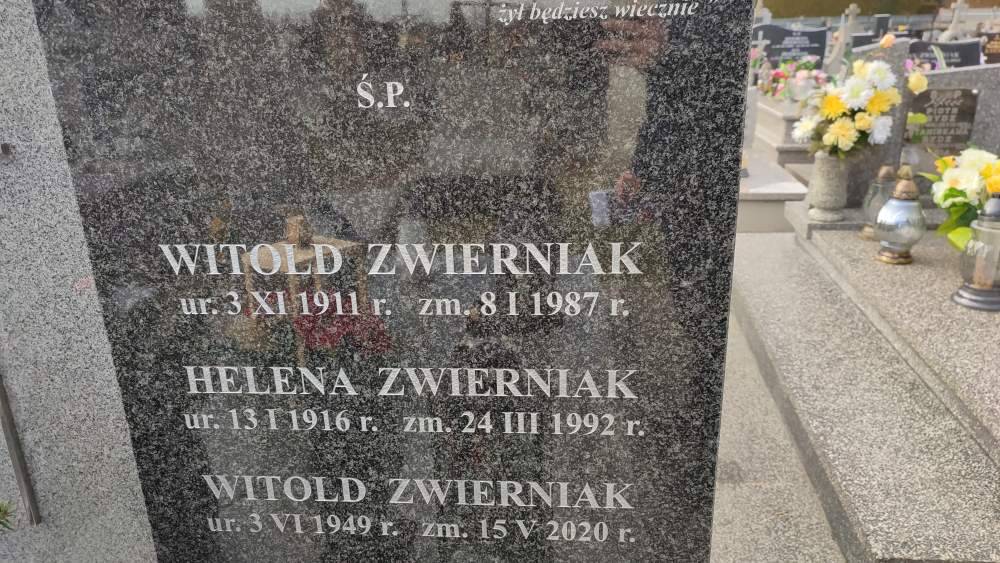 żył będziesz wiecznie
Ś.P.
WITOLD ZWIERNIAK
ur. 3 XI 1911 r. zm. 8 I 1987 r.
HELENA ZWIERNIAK
ur. 13 I 1916 r. zm. 24 III 1992 r.
WITOLD ZWIERNIAK
ur. 3 VI 1949 r. zm. 15 V 2020 r.